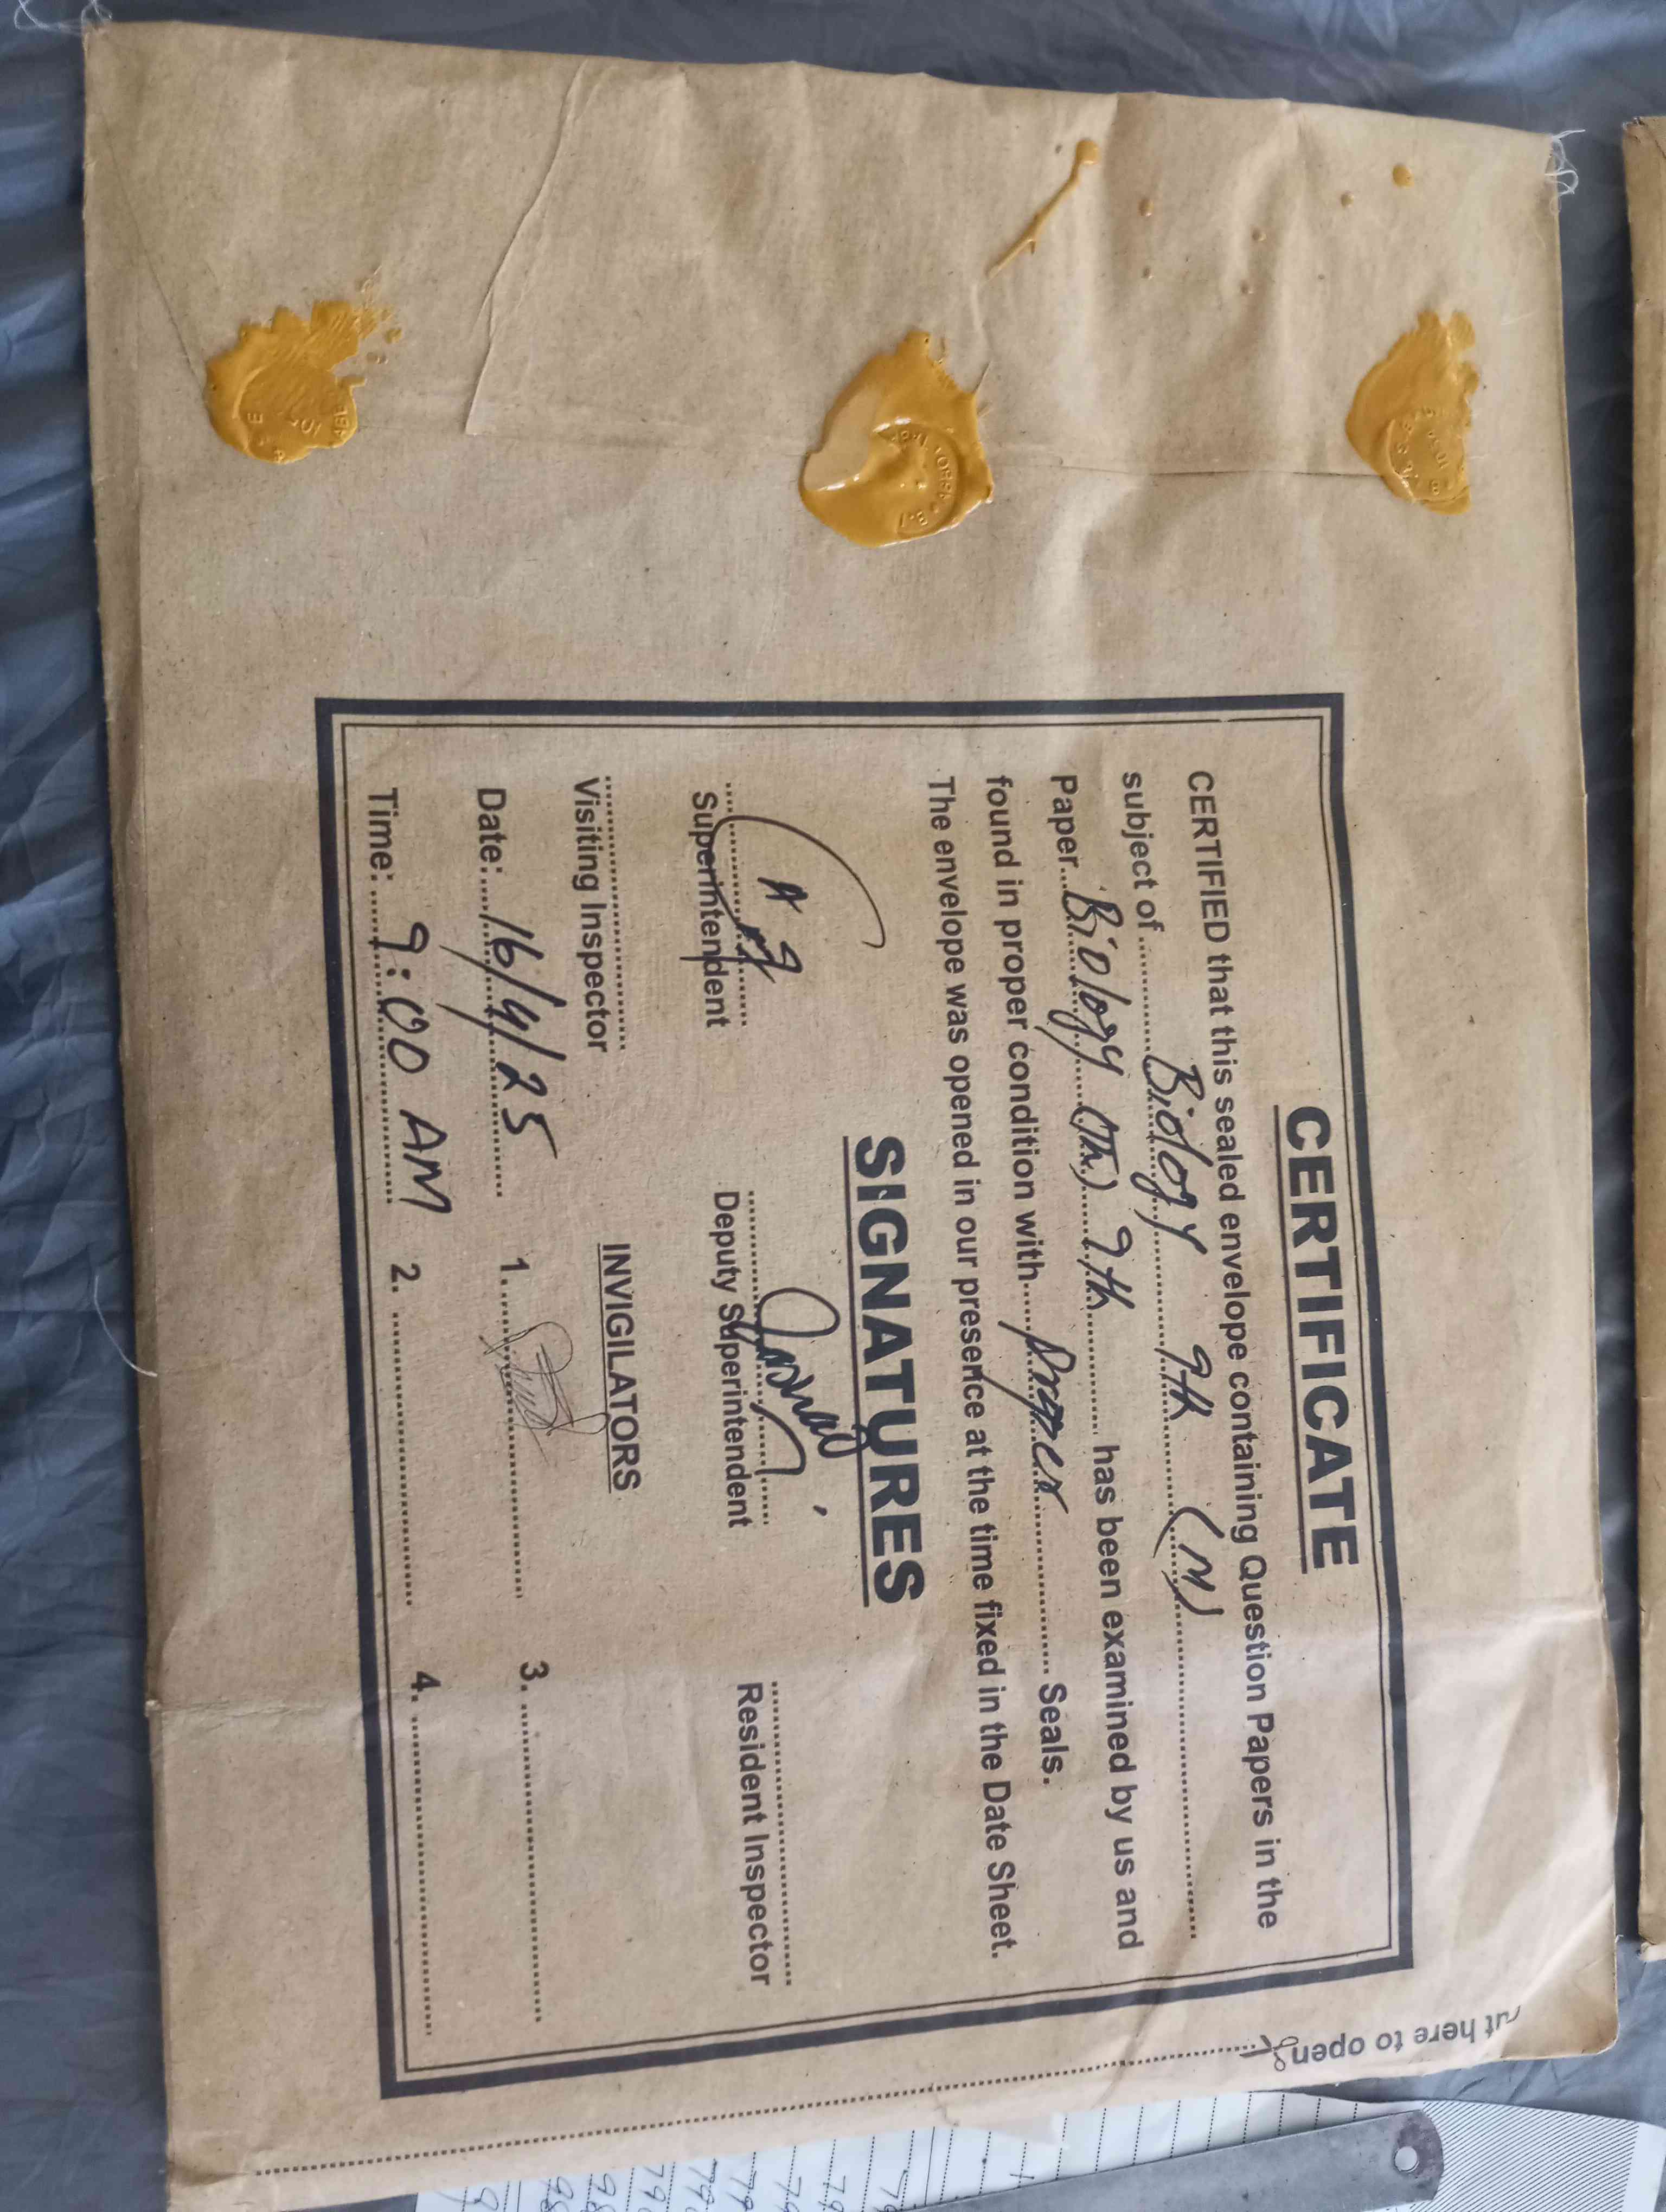 CERTIFICATE
CERTIFIED that this sealed envelope containing Question Papers in the
subject of Biology 9th (M)
Paper Biology (Th) 9th has been examined by us and
found in proper condition with Proper Seals.
The envelope was opened in our presence at the time fixed in the Date Sheet.
SIGNATURES
Superintendent Deputy Superintendent Resident Inspector
Visiting Inspector INVIGILATORS
Date: 16/4/25 1. 3.
Time: 9:00 AM 2. 4.
ut here to open